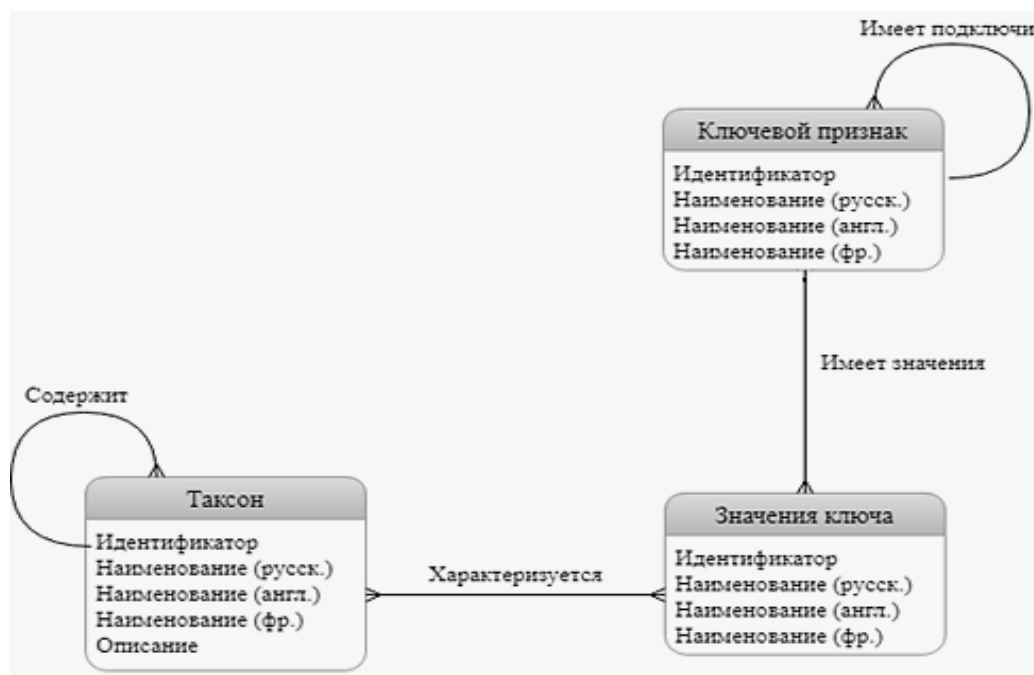 Имеет подключи
Ключевой признак
Идентификатор
Наименование (русск.)
Наименование (англ.)
Наименование (фр.)
Имеет значения
Содержит
Таксон
Идентификатор
Наименование (русск.)
Наименование (англ.)
Наименование (фр.)
Описание
Характеризуется
Значения ключа
Идентификатор
Наименование (русск.)
Наименование (англ.)
Наименование (фр.)